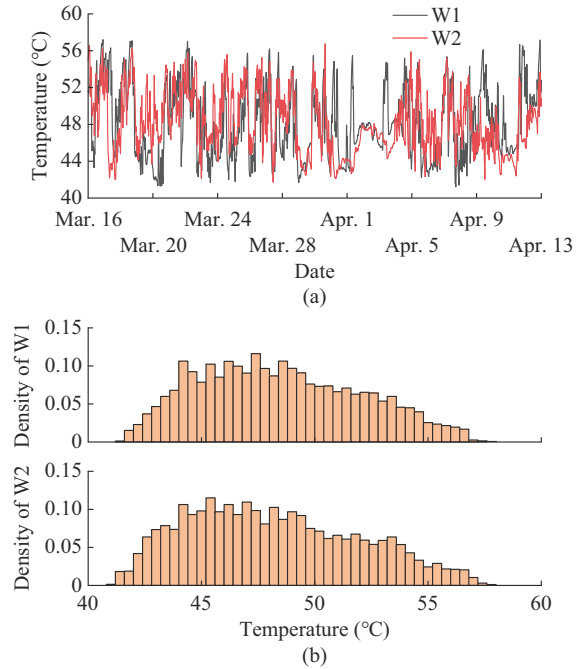 60
W1
W2
56
52
48
44
40
Temperature (°C)
Mar. 16
Mar. 24
Apr. 1
Apr. 9
Mar. 20
Mar. 28
Apr. 5
Apr. 13
Date
(a)
0.15
0.10
0.05
0
Density of W1
0.15
0.10
0.05
0
Density of W2
40
45
50
55
60
Temperature (°C)
(b)